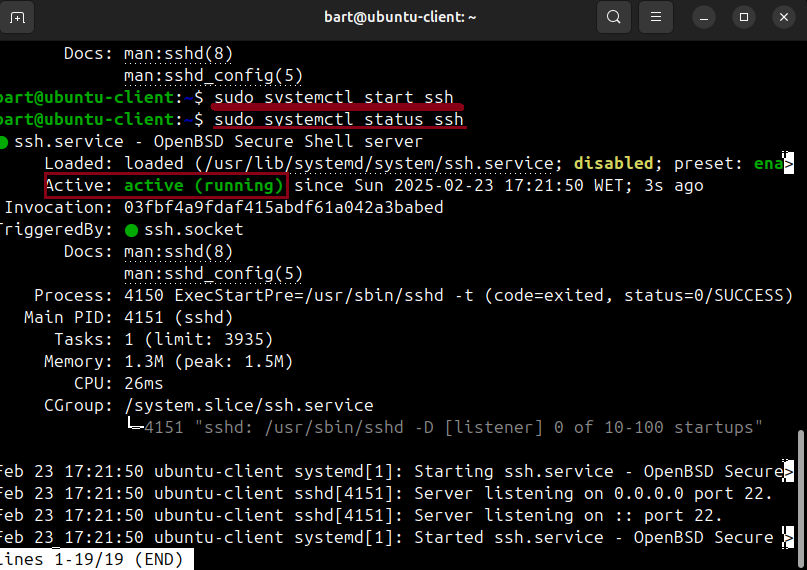 bart@ubuntu-client: ~
Docs: man:sshd(8)
man:sshd_config(5)
bart@ubuntu-client:~$ sudo systemctl start ssh
bart@ubuntu-client:~$ sudo systemctl status ssh
ssh.service - OpenBSD Secure Shell server
Loaded: loaded (/usr/lib/systemd/system/ssh.service; disabled; preset: ena>
Active: active (running) since Sun 2025-02-23 17:21:50 WET; 3s ago
Invocation: 03fbf4a9fdaf415abdf61a042a3babed
TriggeredBy: ● ssh.socket
Docs: man:sshd(8)
man:sshd_config(5)
Process: 4150 ExecStartPre=/usr/sbin/sshd -t (code=exited, status=0/SUCCESS)
Main PID: 4151 (sshd)
Tasks: 1 (limit: 3935)
Memory: 1.3M (peak: 1.5M)
CPU: 26ms
CGroup: /system.slice/ssh.service
└─4151 "sshd: /usr/sbin/sshd -D [listener] 0 of 10-100 startups"
Feb 23 17:21:50 ubuntu-client systemd[1]: Starting ssh.service - OpenBSD Secure>
Feb 23 17:21:50 ubuntu-client sshd[4151]: Server listening on 0.0.0.0 port 22.
Feb 23 17:21:50 ubuntu-client sshd[4151]: Server listening on :: port 22.
Feb 23 17:21:50 ubuntu-client systemd[1]: Started ssh.service - OpenBSD Secure >
lines 1-19/19 (END)